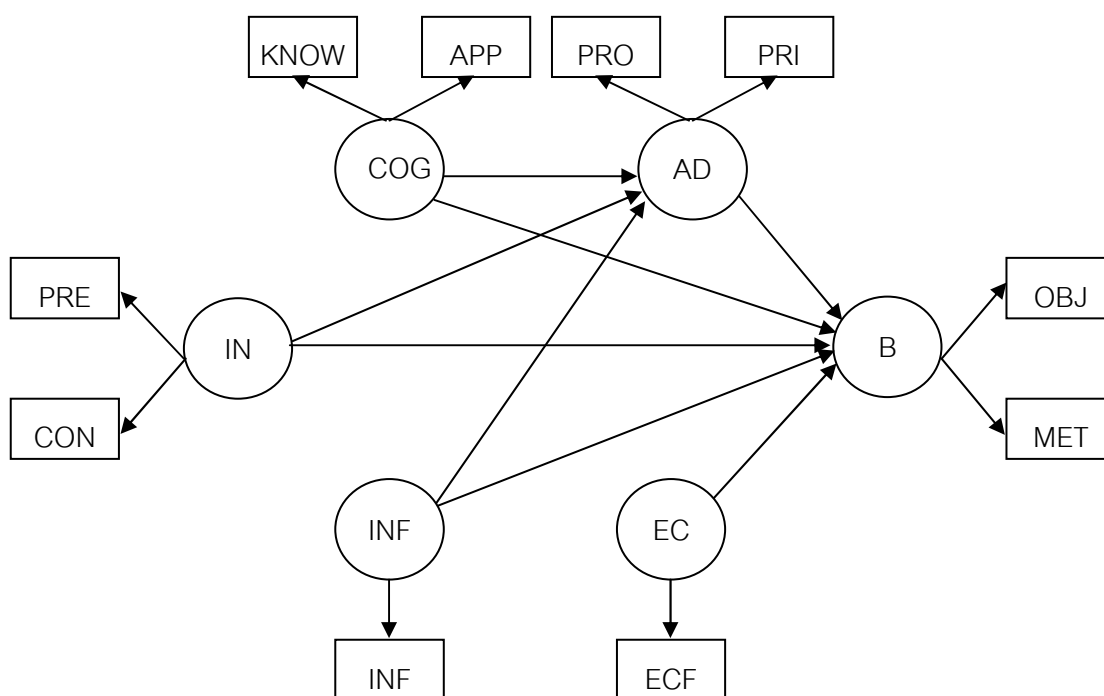 KNOW
APP
PRO
PRI
COG
AD
PRE
OBJ
IN
B
CON
MET
INF
EC
INF
ECF